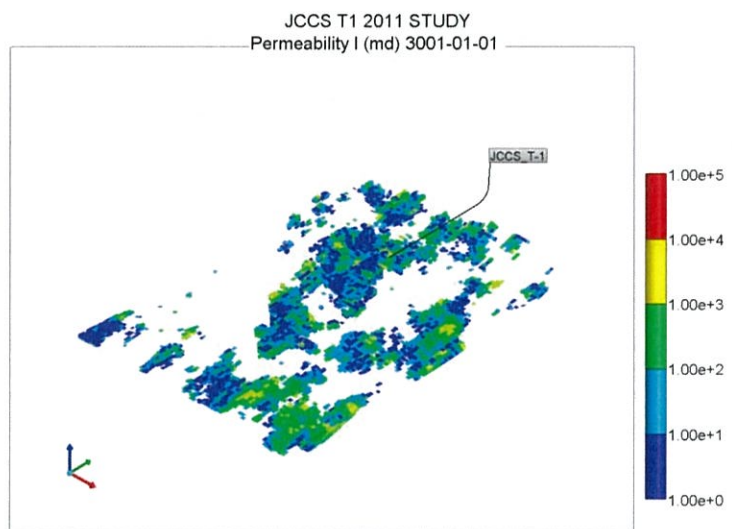 JCCS T1 2011 STUDY
Permeability I (md) 3001-01-01
JCCS_T-1
1.00e+5
1.00e+4
1.00e+3
1.00e+2
1.00e+1
1.00e+0